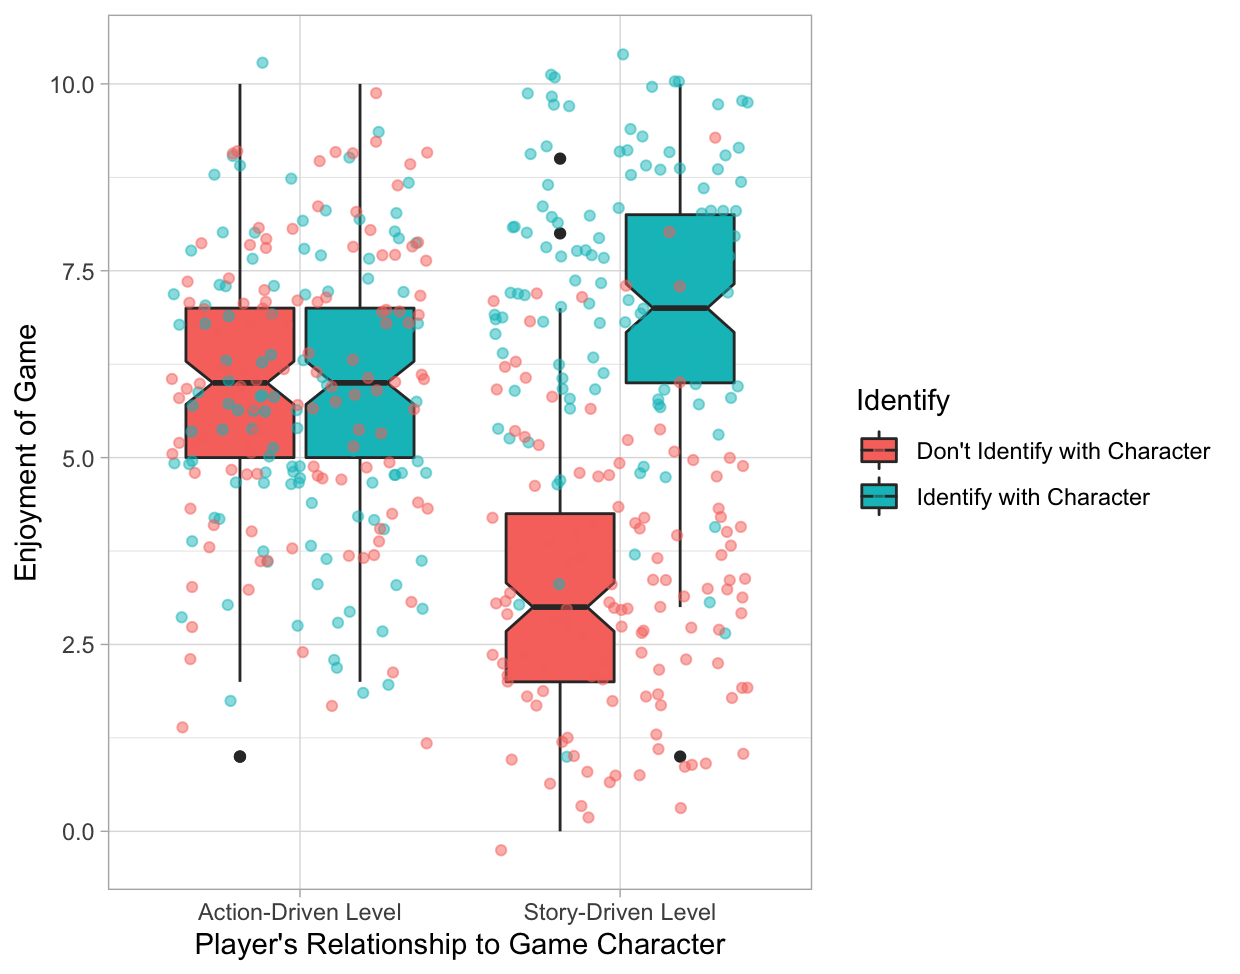 10.0
7.5
5.0
2.5
0.0
Enjoyment of Game
Action-Driven Level
Story-Driven Level
Player's Relationship to Game Character
Identify
Don't Identify with Character
Identify with Character